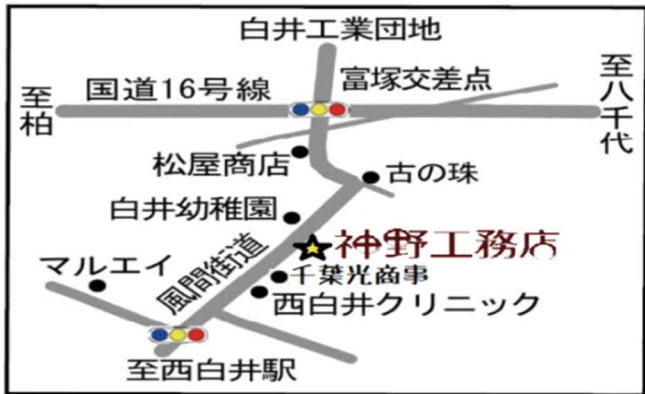 白井工業団地
富塚交差点
国道16号線
至柏
至八千代
松屋商店
古の珠
白井幼稚園
神野工務店
風間街道
マルエイ
千葉光商事
西白井クリニック
至西白井駅